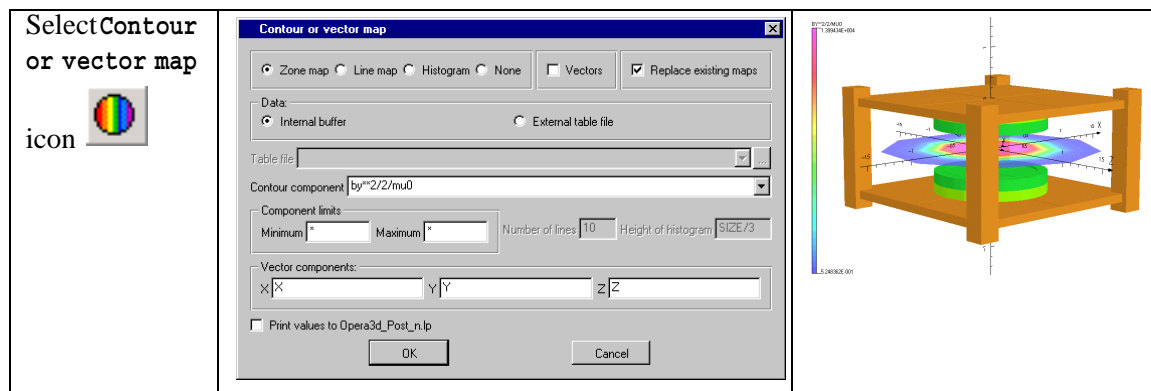 SelectContour
or vector map
icon
Contour or vector map
Zone map Line map Histogram None Vectors Replace existing maps
Data:
Internal buffer External table file
Table file ...
Contour component by**2/2/mu0
Component limits
Minimum * Maximum * Number of lines 10 Height of histogram SIZE/3
Vector components:
X X Y Y Z Z
Print values to Opera3d_Post_n.lp
OK Cancel
BY**2/2/MU0
1.399434E+004
5.248362E-001
X
Z